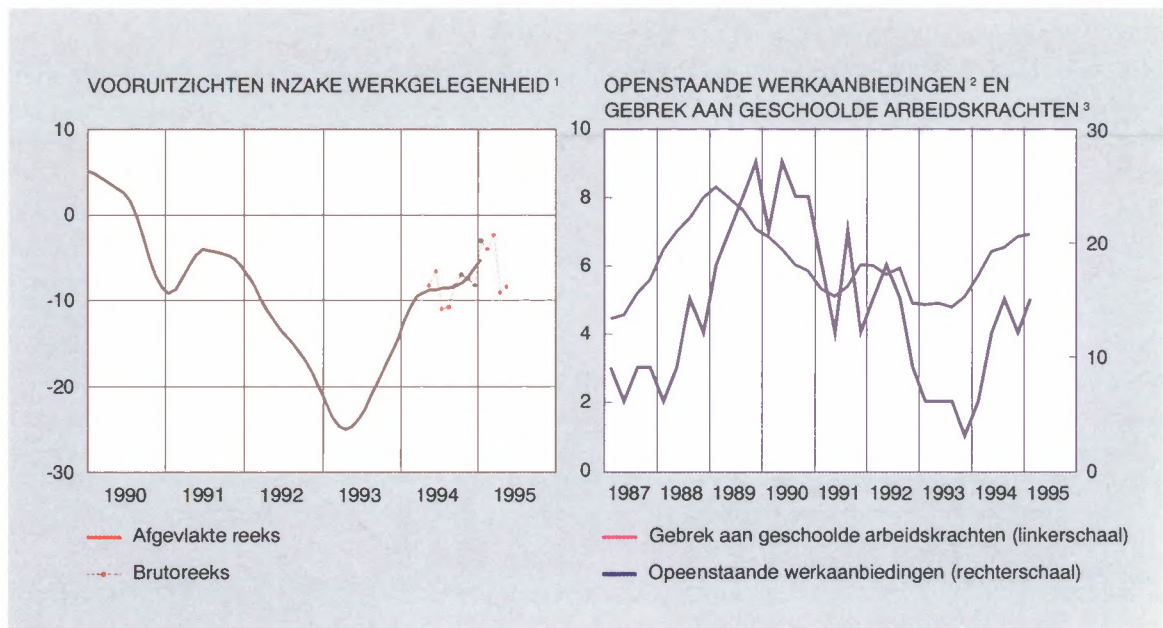 VOORUITZICHTEN INZAKE WERKGELEGENHEID ¹
10
0
-10
-20
-30
1990 1991 1992 1993 1994 1995
Afgevlakte reeks
Brutoreeks
OPENSTAANDE WERKAANBIEDINGEN ² EN
GEBREK AAN GESCHOOLDE ARBEIDSKRACHTEN ³
10
8
6
4
2
0
30
20
10
0
1987 1988 1989 1990 1991 1992 1993 1994 1995
Gebrek aan geschoolde arbeidskrachten (linkerschaal)
Opeenstaande werkaanbiedingen (rechterschaal)